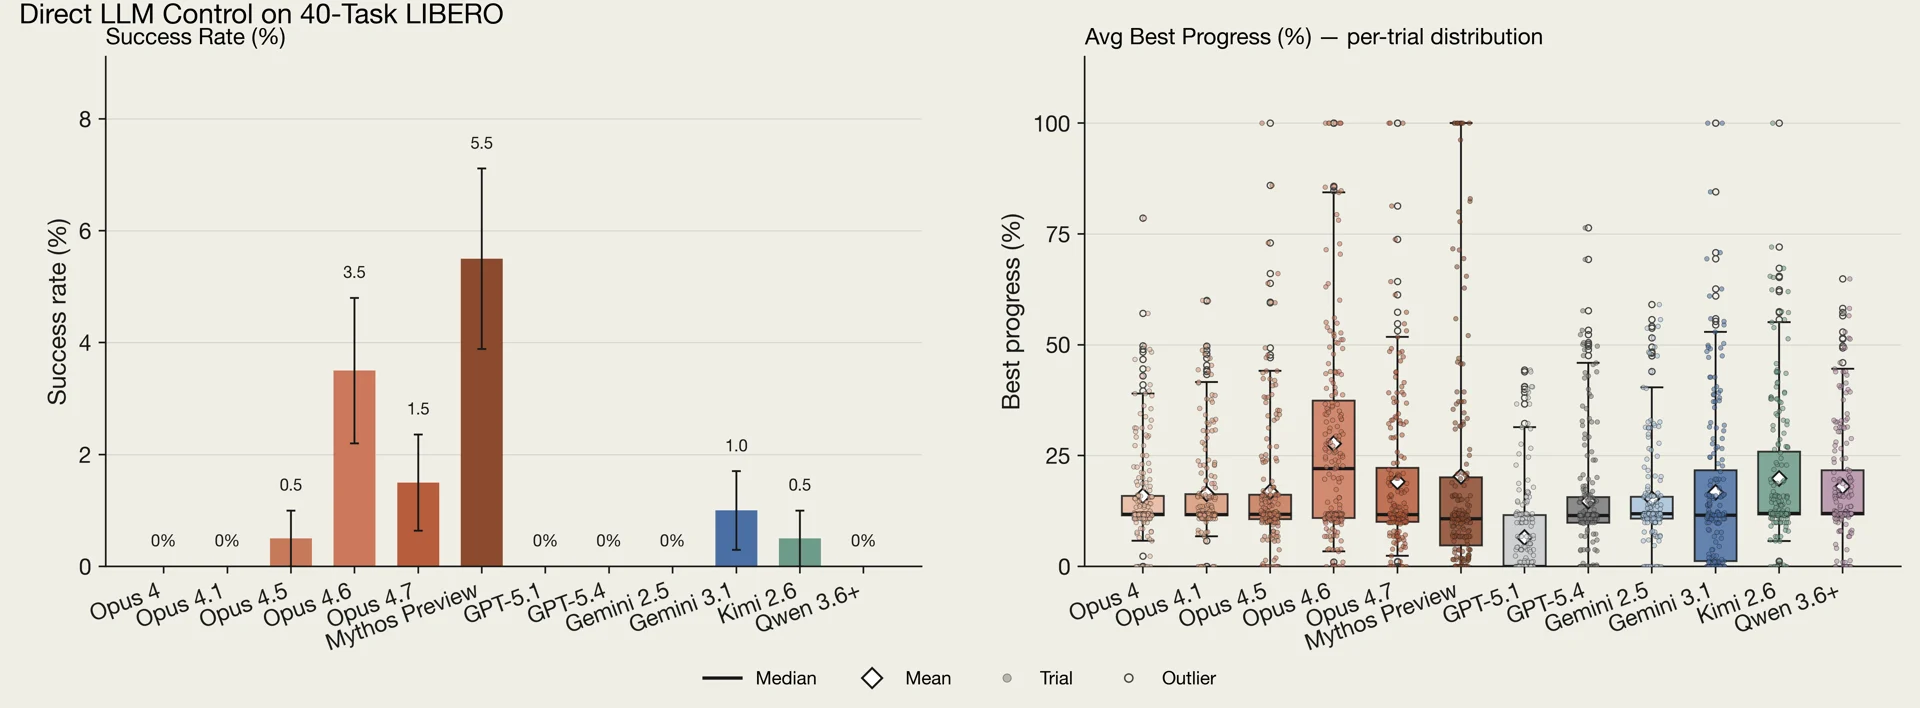 Direct LLM Control on 40-Task LIBERO
Success Rate (%)
Success rate (%)
8
6
4
2
0
0%
0%
0.5
3.5
1.5
5.5
0%
0%
0%
1.0
0.5
0%
Opus 4
Opus 4.1
Opus 4.5
Opus 4.6
Opus 4.7
Mythos Preview
GPT-5.1
GPT-5.4
Gemini 2.5
Gemini 3.1
Kimi 2.6
Qwen 3.6+
Avg Best Progress (%) — per-trial distribution
Best progress (%)
100
75
50
25
0
Opus 4
Opus 4.1
Opus 4.5
Opus 4.6
Opus 4.7
Mythos Preview
GPT-5.1
GPT-5.4
Gemini 2.5
Gemini 3.1
Kimi 2.6
Qwen 3.6+
Median
Mean
Trial
Outlier